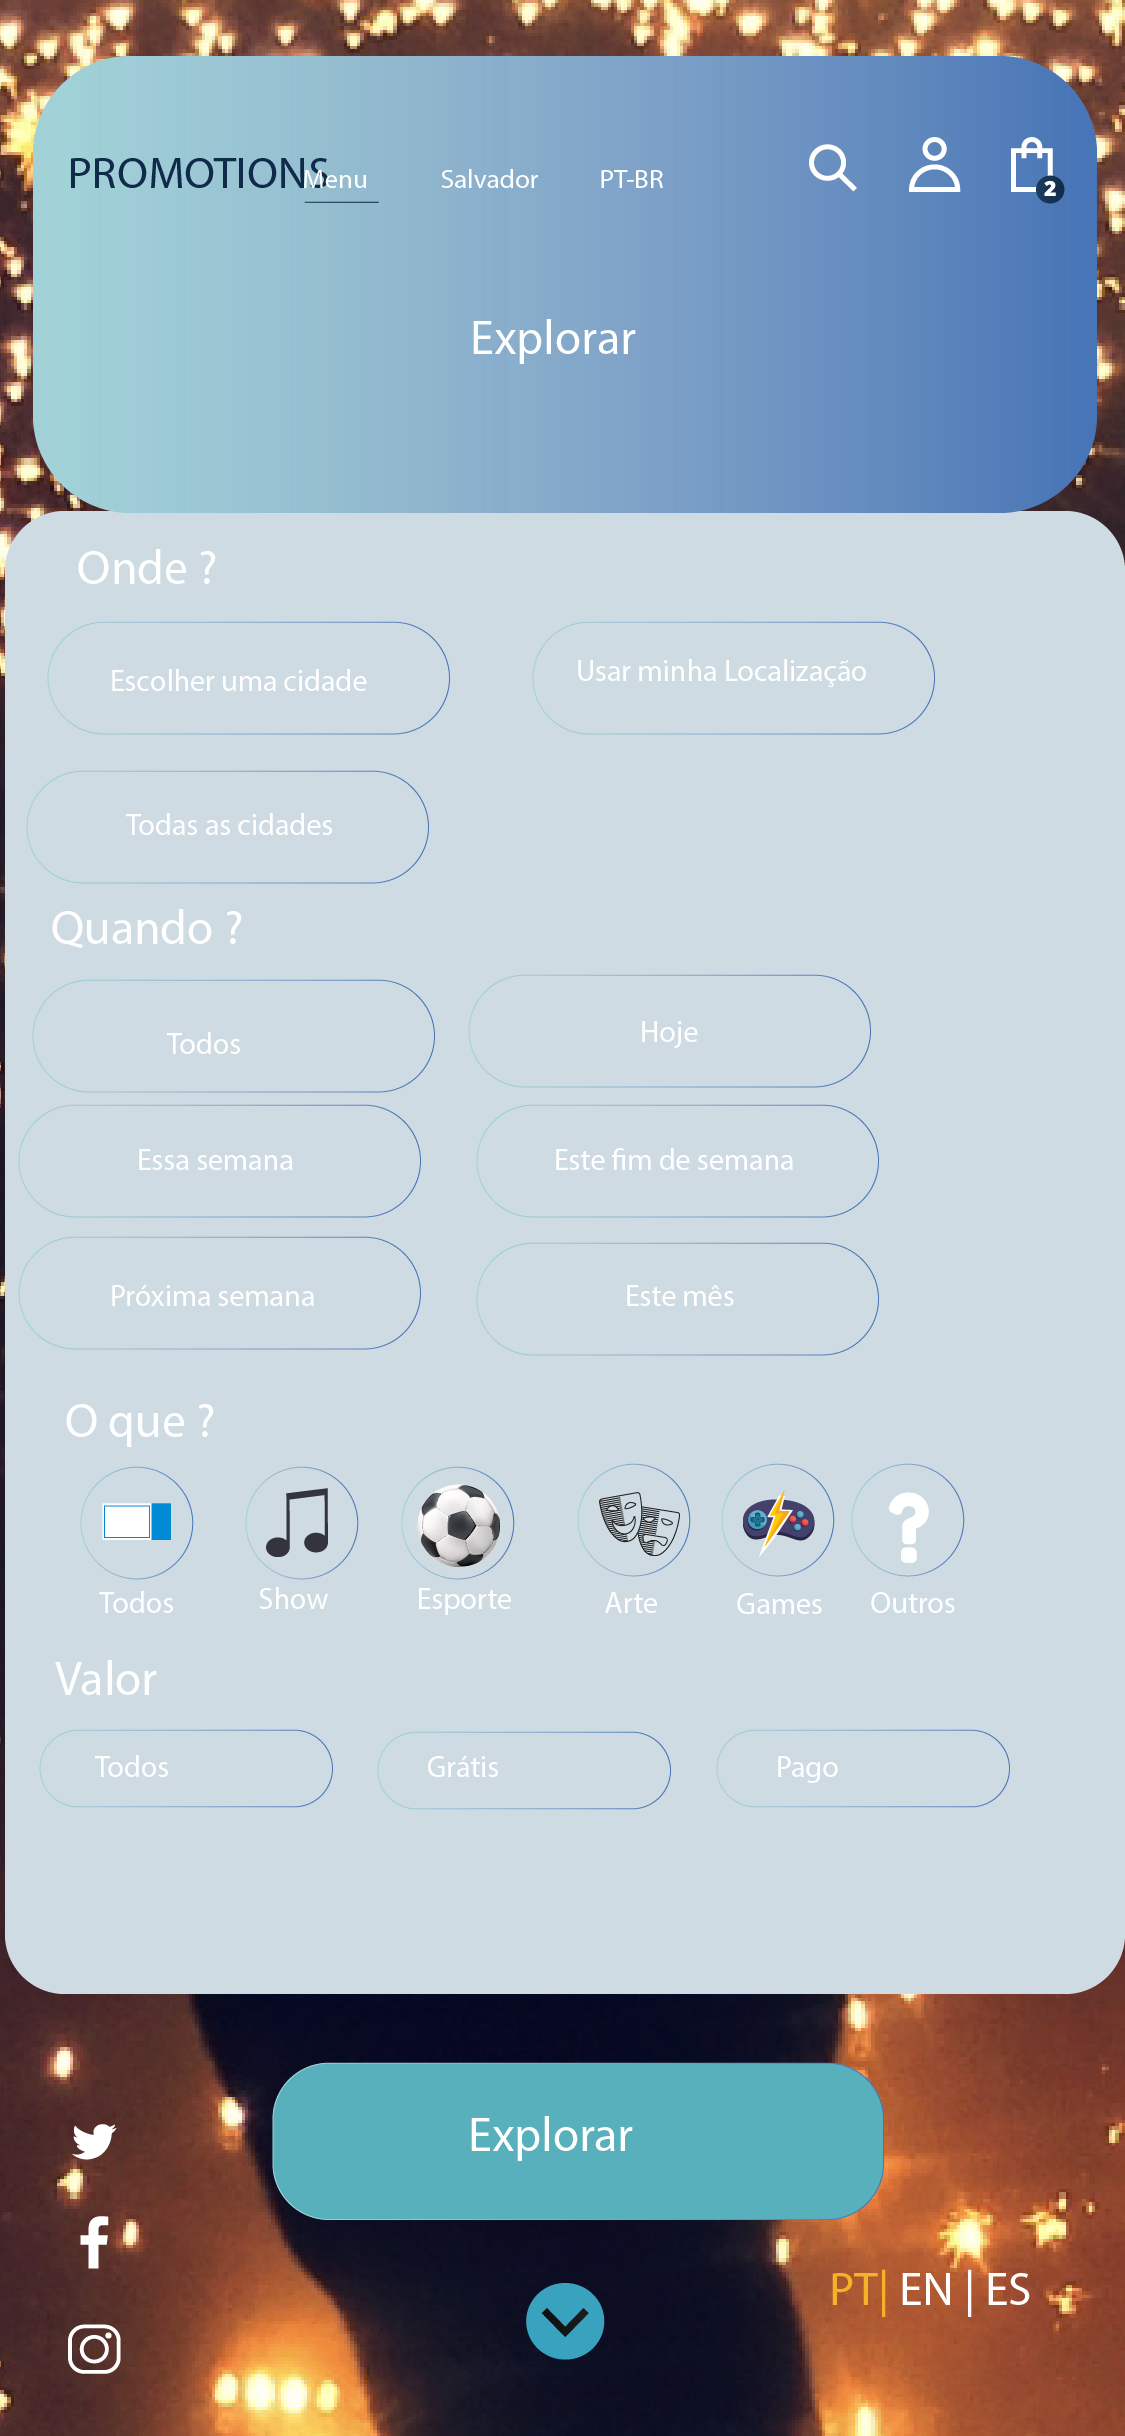 PROMOTIONS Menu Salvador PT-BR 2
Explorar
Onde ?
Escolher uma cidade Usar minha Localização
Todas as cidades
Quando ?
Todos Hoje
Essa semana Este fim de semana
Próxima semana Este mês
O que ?
?
Todos Show Esporte Arte Games Outros
Valor
Todos Grátis Pago
Explorar
PT| EN | ES